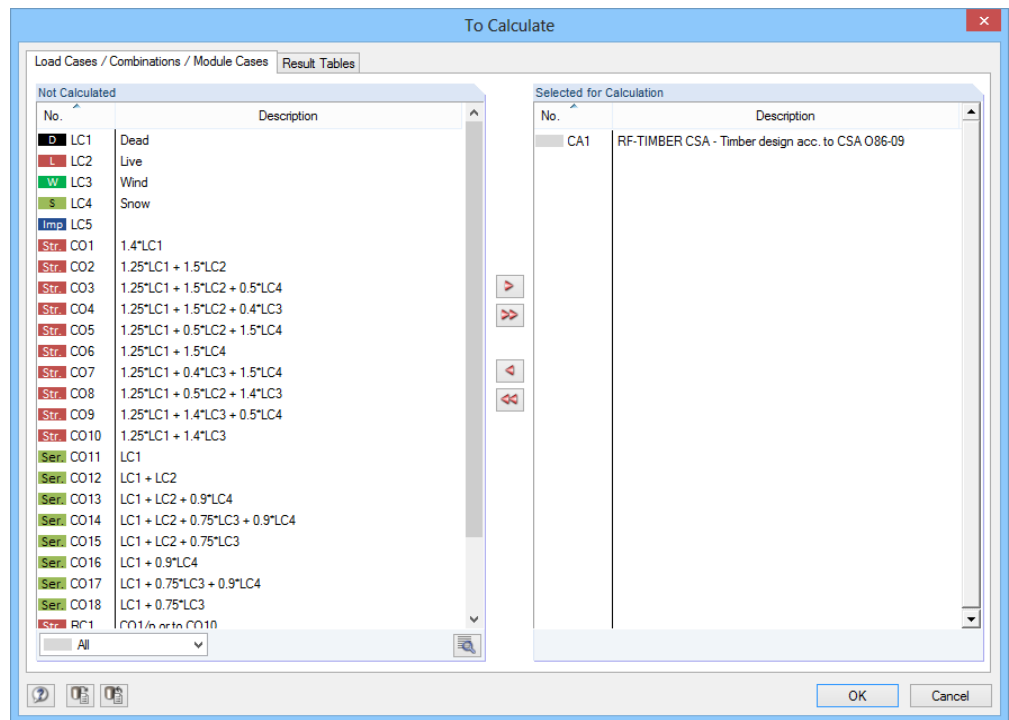 To Calculate
Load Cases / Combinations / Module Cases Result Tables
Not Calculated Selected for Calculation
No. Description No. Description
D LC1 Dead CA1 RF-TIMBER CSA - Timber design acc. to CSA O86-09
L LC2 Live
W LC3 Wind
S LC4 Snow
Imp LC5
Str. CO1 1.4*LC1
Str. CO2 1.25*LC1 + 1.5*LC2
Str. CO3 1.25*LC1 + 1.5*LC2 + 0.5*LC4
Str. CO4 1.25*LC1 + 1.5*LC2 + 0.4*LC3
Str. CO5 1.25*LC1 + 0.5*LC2 + 1.5*LC4
Str. CO6 1.25*LC1 + 1.5*LC4
Str. CO7 1.25*LC1 + 0.4*LC3 + 1.5*LC4
Str. CO8 1.25*LC1 + 0.5*LC2 + 1.4*LC3
Str. CO9 1.25*LC1 + 1.4*LC3 + 0.5*LC4
Str. CO10 1.25*LC1 + 1.4*LC3
Ser. CO11 LC1
Ser. CO12 LC1 + LC2
Ser. CO13 LC1 + LC2 + 0.9*LC4
Ser. CO14 LC1 + LC2 + 0.75*LC3 + 0.9*LC4
Ser. CO15 LC1 + LC2 + 0.75*LC3
Ser. CO16 LC1 + 0.9*LC4
Ser. CO17 LC1 + 0.75*LC3 + 0.9*LC4
Ser. CO18 LC1 + 0.75*LC3
Str. RC1 CO1/p or to CO10
All
OK Cancel